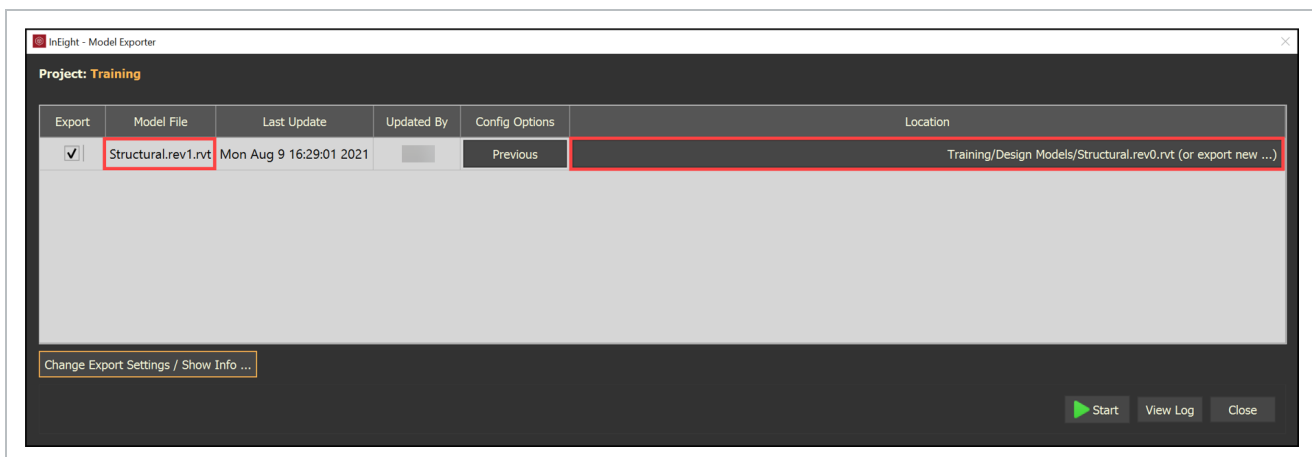 InEight - Model Exporter
Project: Training
Export Model File Last Update Updated By Config Options Location
Structural.rev1.rvt Mon Aug 9 16:29:01 2021 Previous Training/Design Models/Structural.rev0.rvt (or export new ...)
Change Export Settings / Show Info ...
Start View Log Close